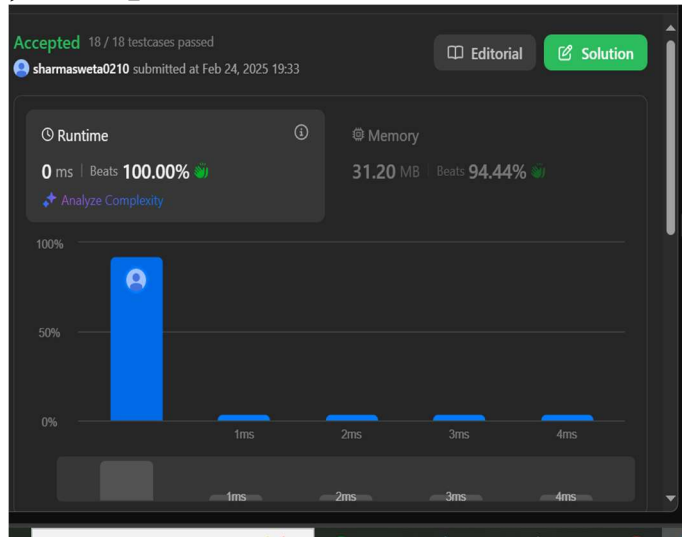 Accepted 18 / 18 testcases passed
Editorial
Solution
sharmasweta0210 submitted at Feb 24, 2025 19:33
Runtime
Memory
0 ms | Beats 100.00%
31.20 MB | Beats 94.44%
Analyze Complexity
100%
50%
0%
1ms 2ms 3ms 4ms
1ms 2ms 3ms 4ms